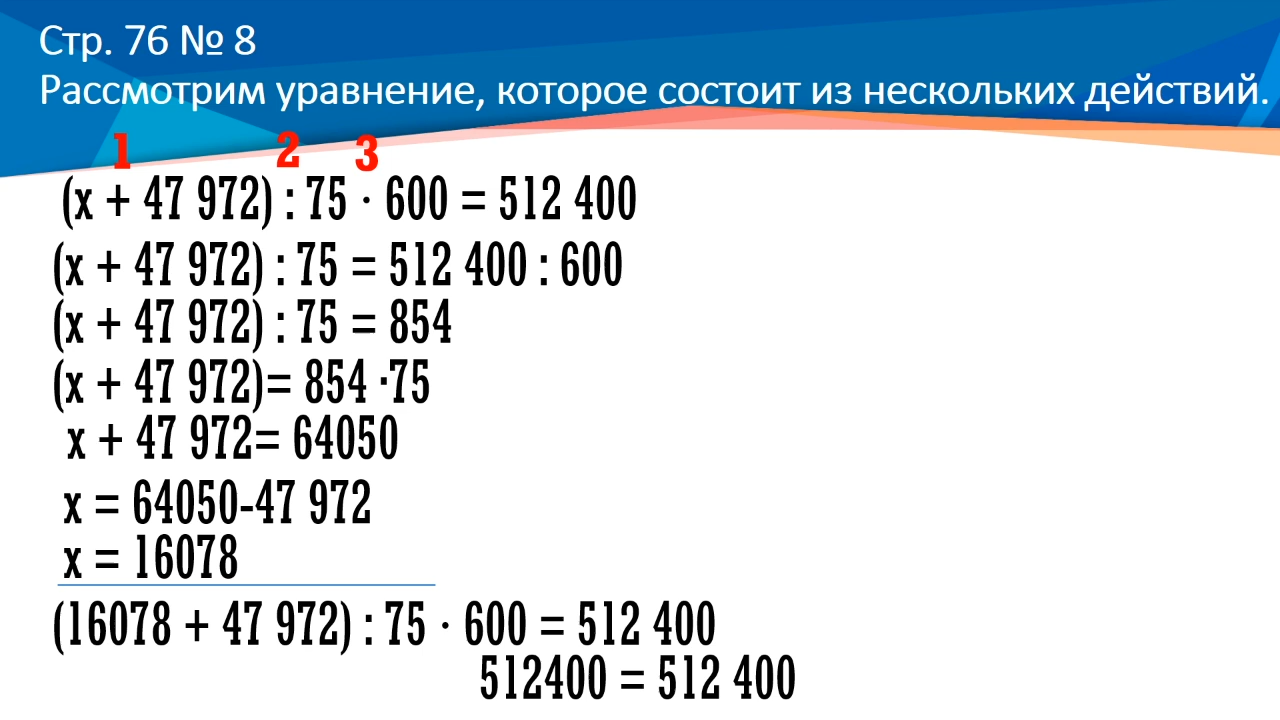 Стр. 76 № 8
Рассмотрим уравнение, которое состоит из нескольких действий.
1 2 3
(х + 47 972) : 75 · 600 = 512 400
(х + 47 972) : 75 = 512 400 : 600
(х + 47 972) : 75 = 854
(х + 47 972)= 854 ·75
х + 47 972= 64050
х = 64050-47 972
х = 16078
(16078 + 47 972) : 75 · 600 = 512 400
512400 = 512 400